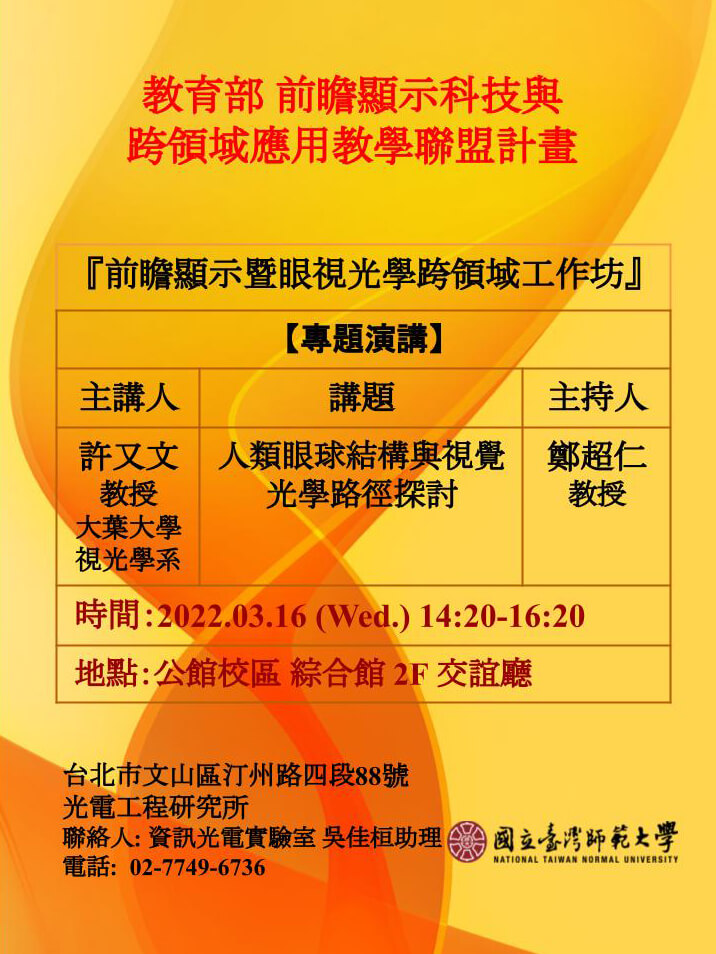 教育部 前瞻顯示科技與
跨領域應用教學聯盟計畫
『前瞻顯示暨眼視光學跨領域工作坊』
【專題演講】
主講人 講題 主持人
許又文
教授
大葉大學
視光學系
人類眼球結構與視覺
光學路徑探討
鄭超仁
教授
時間:2022.03.16 (Wed.) 14:20-16:20
地點:公館校區 綜合館 2F 交誼廳
台北市文山區汀州路四段88號
光電工程研究所
聯絡人: 資訊光電實驗室 吳佳桓助理
電話: 02-7749-6736
國立臺灣師範大學
NATIONAL TAIWAN NORMAL UNIVERSITY